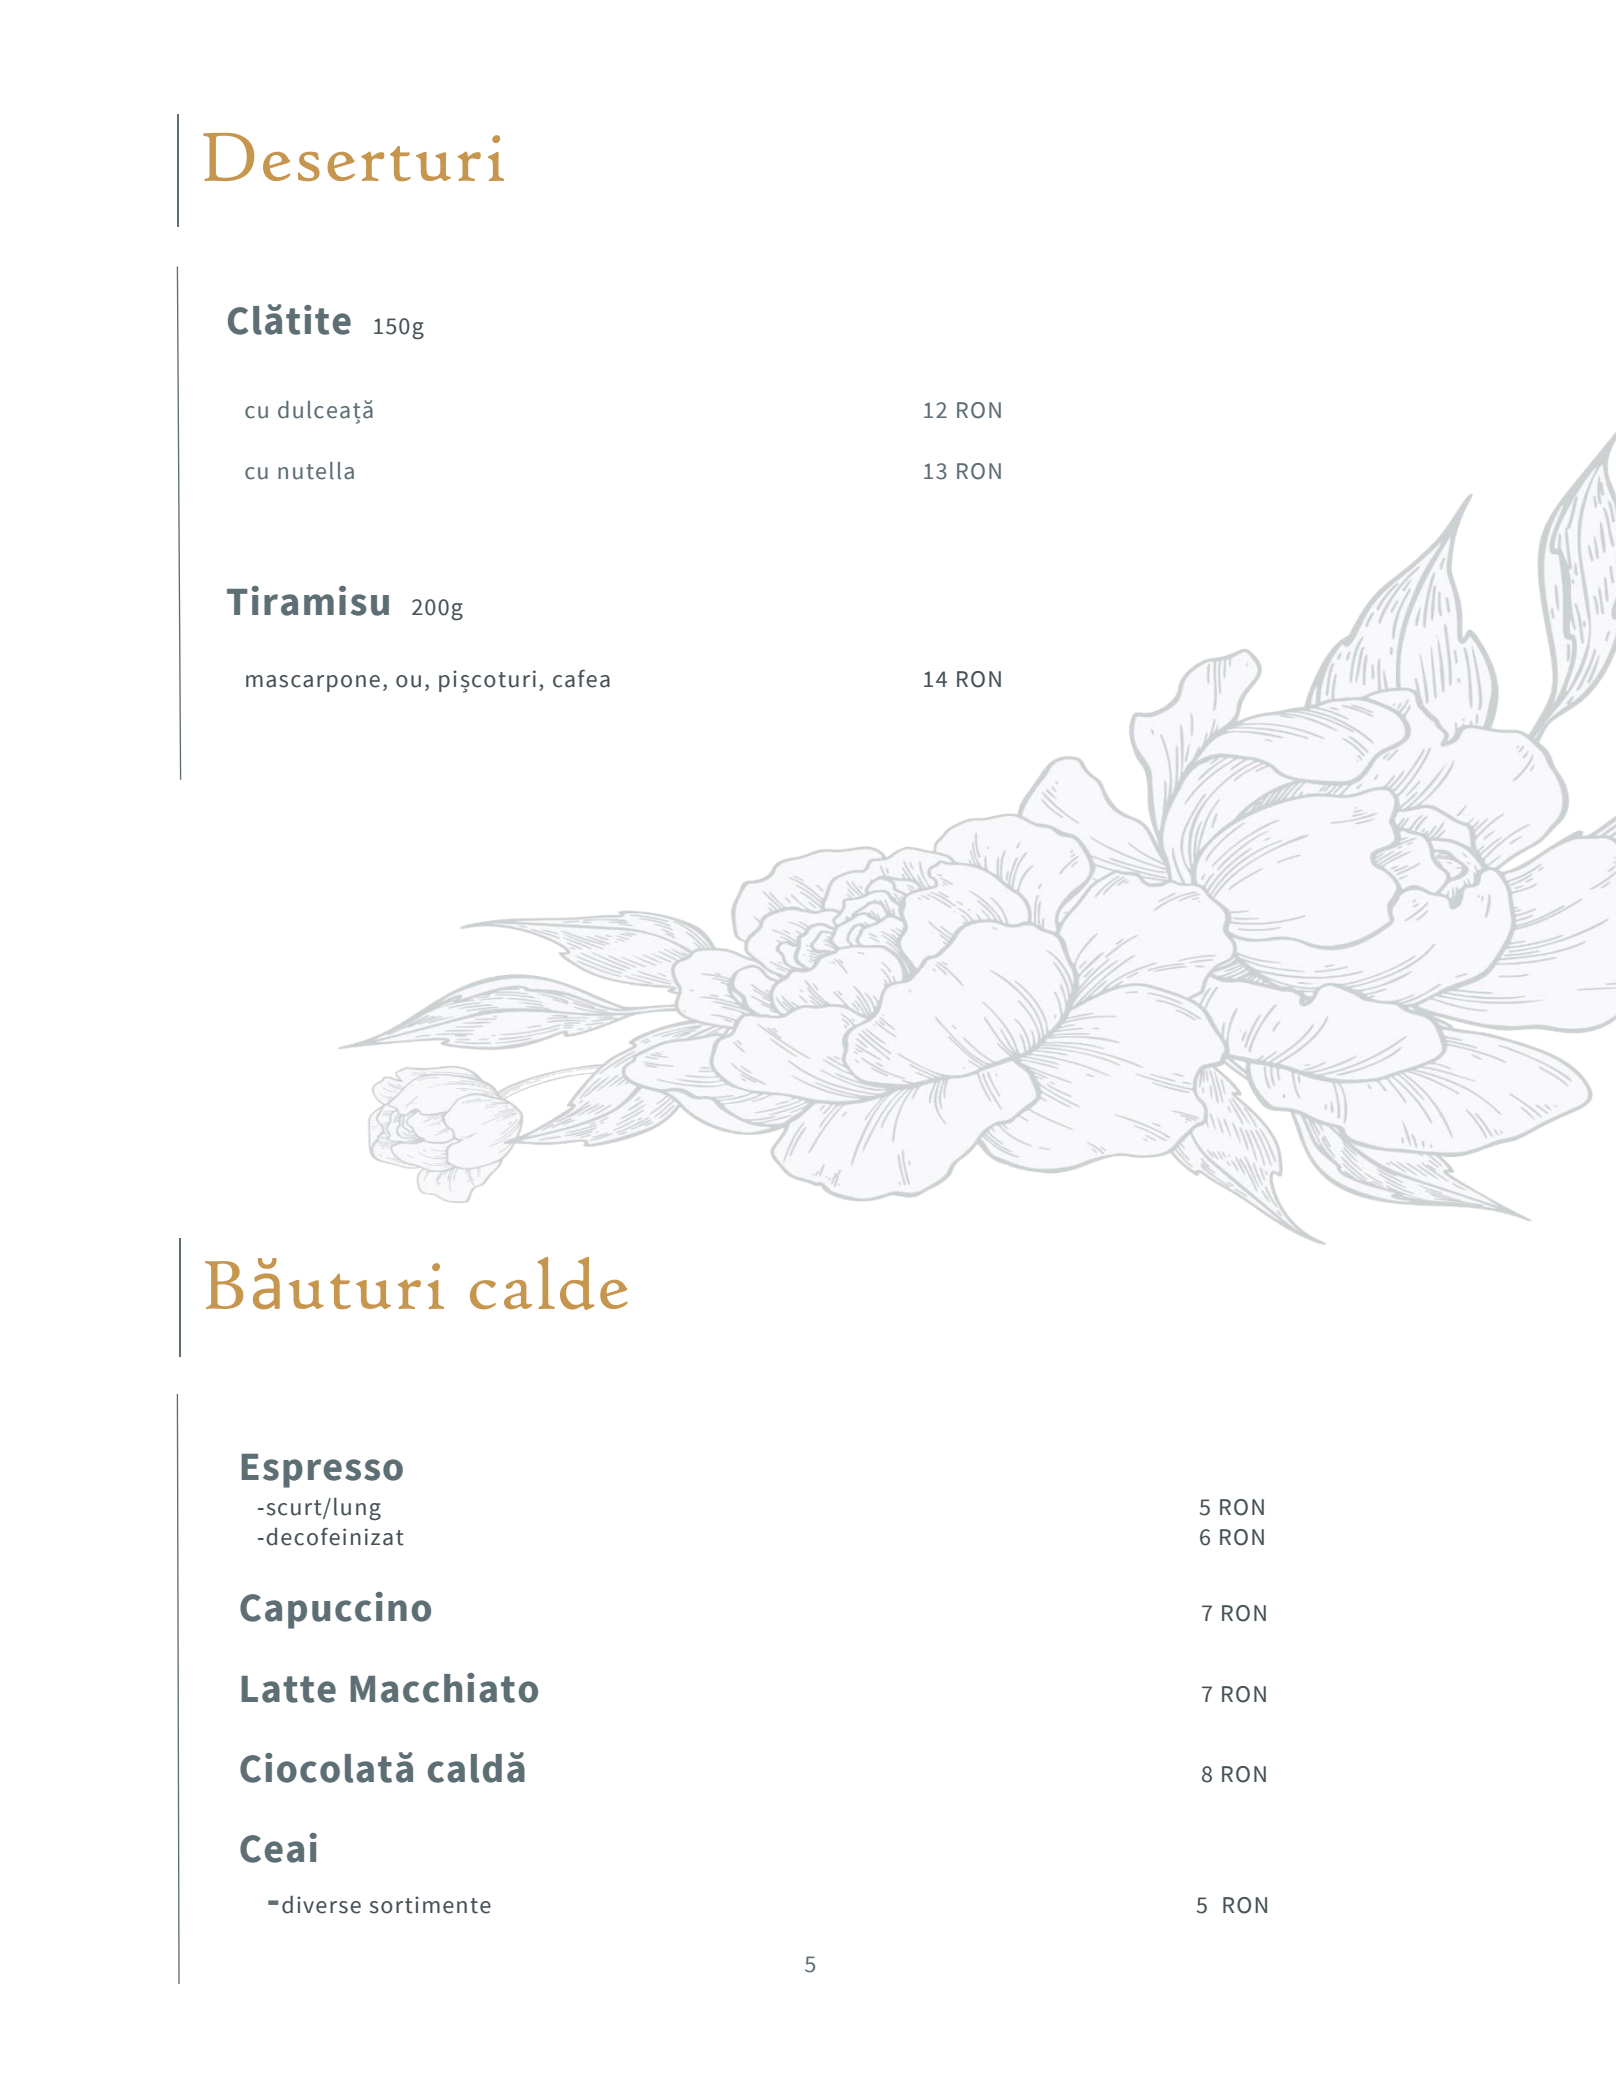 Deserturi
Clătite 150g
cu dulceață 12 RON
cu nutella 13 RON
Tiramisu 200g
mascarpone, ou, pișcoturi, cafea 14 RON
Băuturi calde
Espresso
-scurt/lung 5 RON
-decofeinizat 6 RON
Capuccino 7 RON
Latte Macchiato 7 RON
Ciocolată caldă 8 RON
Ceai
-diverse sortimente 5 RON
5